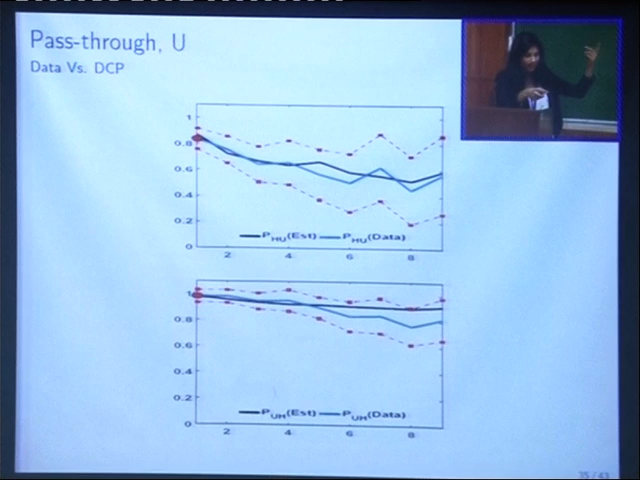 Pass-through, U
Data Vs. DCP
1
0.8
0.6
0.4
0.2
0
P_HU(Est) P_HU(Data)
2 4 6 8
1
0.8
0.6
0.4
0.2
0
P_UH(Est) P_UH(Data)
2 4 6 8
35 / 43